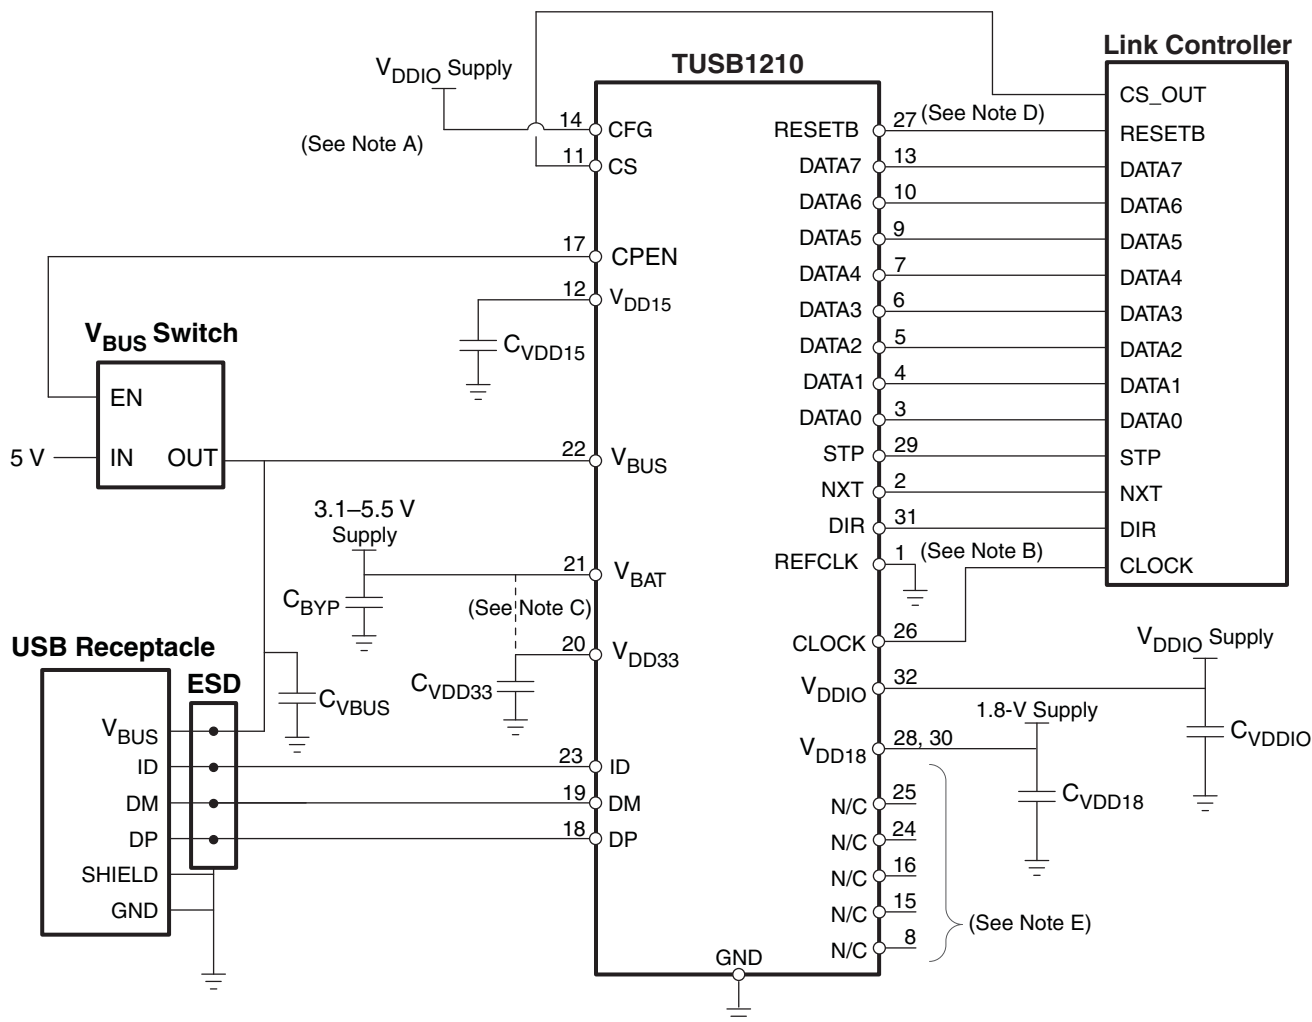 Link Controller
TUSB1210
VDDIO Supply
(See Note A)
14 CFG
11 CS
17 CPEN
12 VDD15
CVDD15
VBUS Switch
EN
5 V IN OUT
22 VBUS
3.1–5.5 V
Supply
21 VBAT
CBYP
(See Note C)
20 VDD33
CVDD33
USB Receptacle
ESD
CVBUS
VBUS
ID
DM
DP
SHIELD
GND
23 ID
19 DM
18 DP
GND
RESETB 27 (See Note D)
DATA7 13
DATA6 10
DATA5 9
DATA4 7
DATA3 6
DATA2 5
DATA1 4
DATA0 3
STP 29
NXT 2
DIR 31
REFCLK 1 (See Note B)
CLOCK 26
VDDIO 32
VDD18 28, 30
N/C 25
N/C 24
N/C 16
N/C 15
N/C 8
(See Note E)
1.8-V Supply
CVDD18
VDDIO Supply
CVDDIO
CS_OUT
RESETB
DATA7
DATA6
DATA5
DATA4
DATA3
DATA2
DATA1
DATA0
STP
NXT
DIR
CLOCK